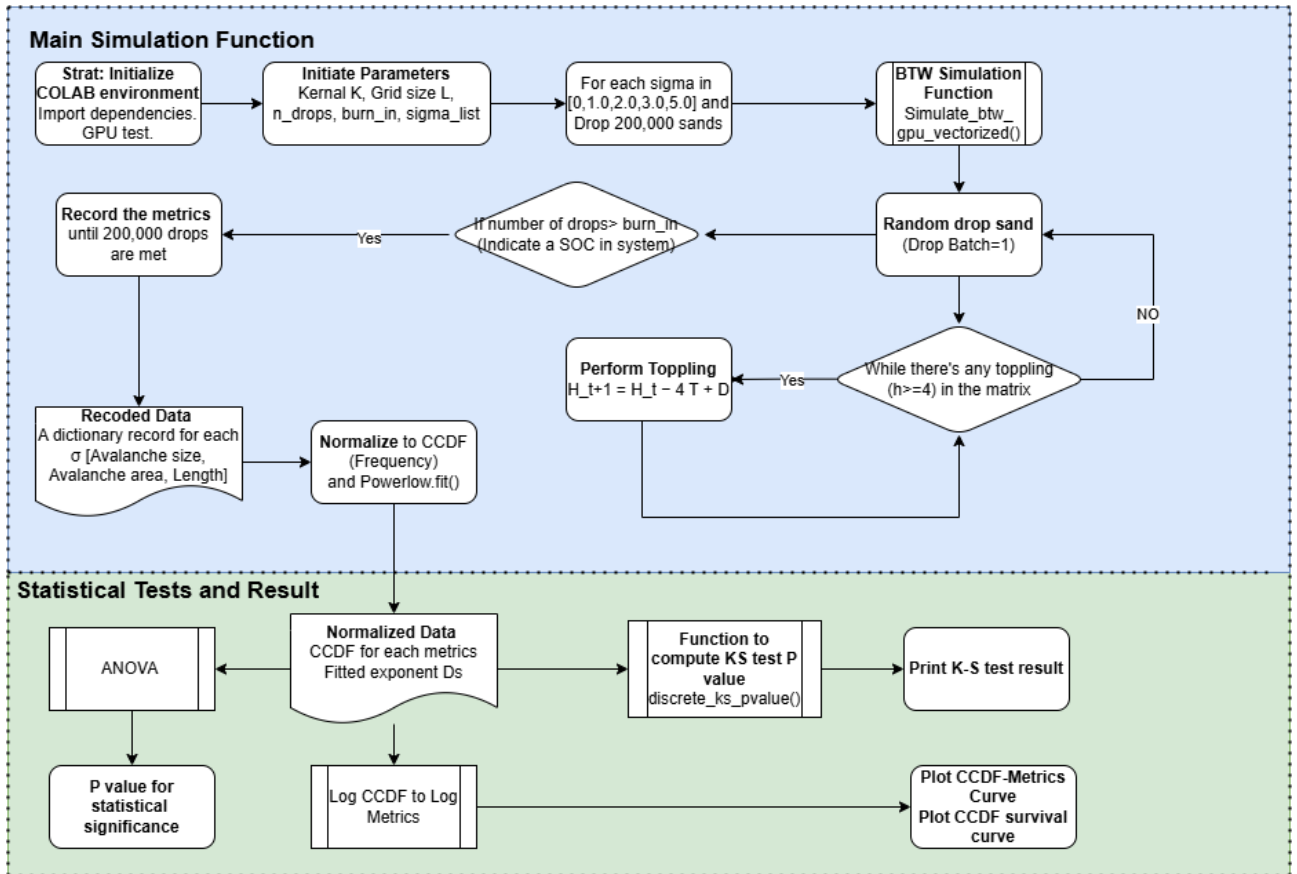 Main Simulation Function
Strat: Initialize
COLAB environment
Import dependencies.
GPU test.
Initiate Parameters
Kernal K, Grid size L,
n_drops, burn_in, sigma_list
For each sigma in
[0,1.0,2.0,3.0,5.0] and
Drop 200,000 sands
BTW Simulation
Function
Simulate_btw_
gpu_vectorized()
Record the metrics
until 200,000 drops
are met
Yes
If number of drops> burn_in
(Indicate a SOC in system)
Random drop sand
(Drop Batch=1)
NO
Perform Toppling
H_t+1 = H_t − 4 T + D
Yes
While there's any toppling
(h>=4) in the matrix
Recoded Data
A dictionary record for each
σ [Avalanche size,
Avalanche area, Length]
Normalize to CCDF
(Frequency)
and Powerlow.fit()
Statistical Tests and Result
ANOVA
Normalized Data
CCDF for each metrics
Fitted exponent Ds
Function to
compute KS test P
value
discrete_ks_pvalue()
Print K-S test result
P value for
statistical
significance
Log CCDF to Log
Metrics
Plot CCDF-Metrics
Curve
Plot CCDF survival
curve